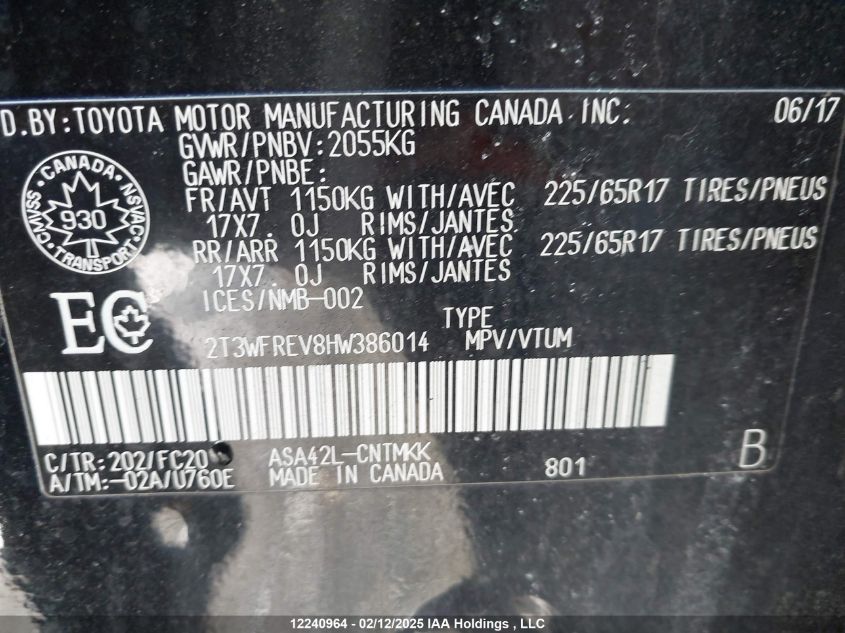 D.BY:TOYOTA MOTOR MANUFACTURING CANADA INC. 06/17
GVWR/PNBV:2055KG
GAWR/PNBE:
FR/AVT 1150KG WITH/AVEC 225/65R17 TIRES/PNEUS
17X7.0J RIMS/JANTES
RR/ARR 1150KG WITH/AVEC 225/65R17 TIRES/PNEUS
17X7.0J RIMS/JANTES
ICES/NMB-002
CANADA
CMVSS 930 NSVAC
TRANSPORT
EC
TYPE
2T3WFREV8HW386014 MPV/VTUM
C/TR:202/FC20 ASA42L-CNTMKK
A/TM:-02A/U760E MADE IN CANADA 801 B
12240964 - 02/12/2025 IAA Holdings , LLC